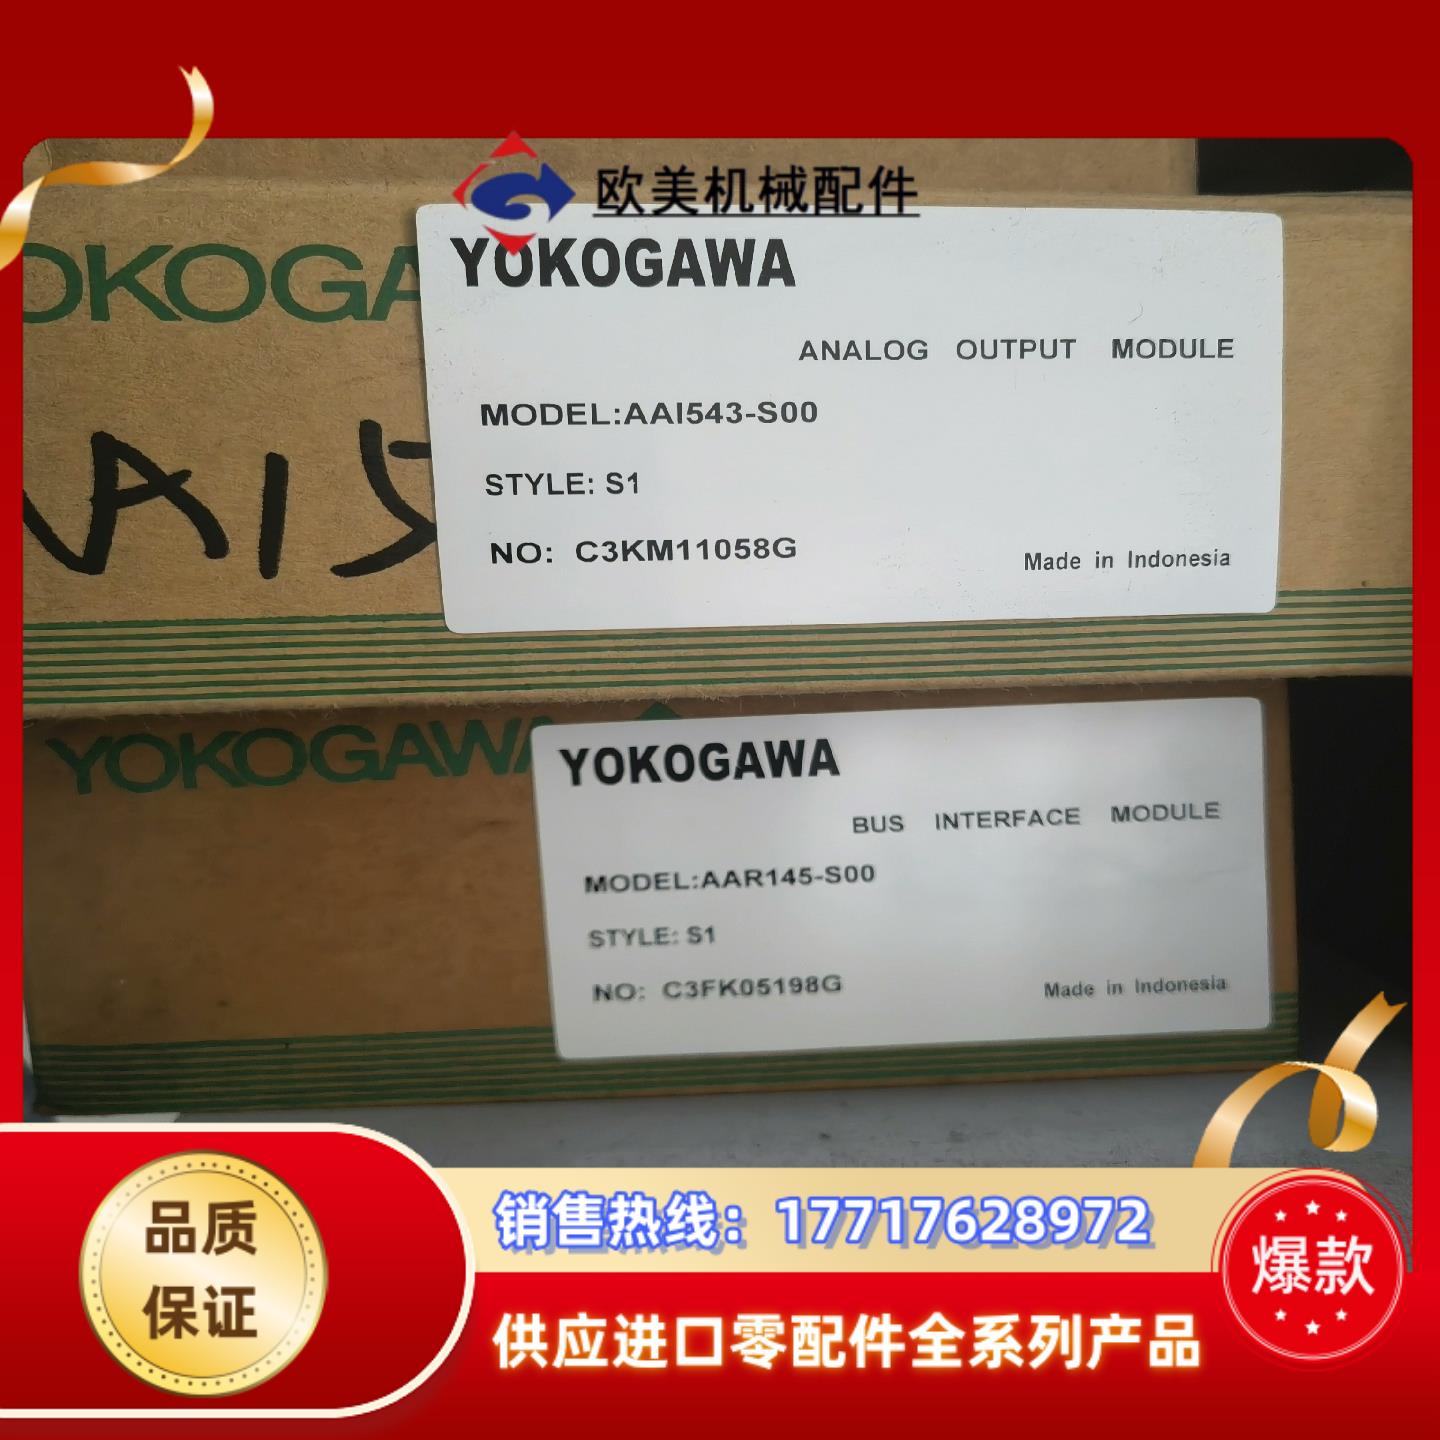 欧美机械配件
OKOGA
YOKOGAWA
ANALOG OUTPUT MODULE
MODEL:AAI543-S00
STYLE: S1
NO: C3KM11058G
Made in Indonesia
AAI5
YOKOGAWA
YOKOGAWA
BUS INTERFACE MODULE
MODEL:AAR145-S00
STYLE: S1
NO: C3FK05198G
Made in Indonesia
品质
保证
销售热线：17717628972
爆款
供应进口零配件全系列产品